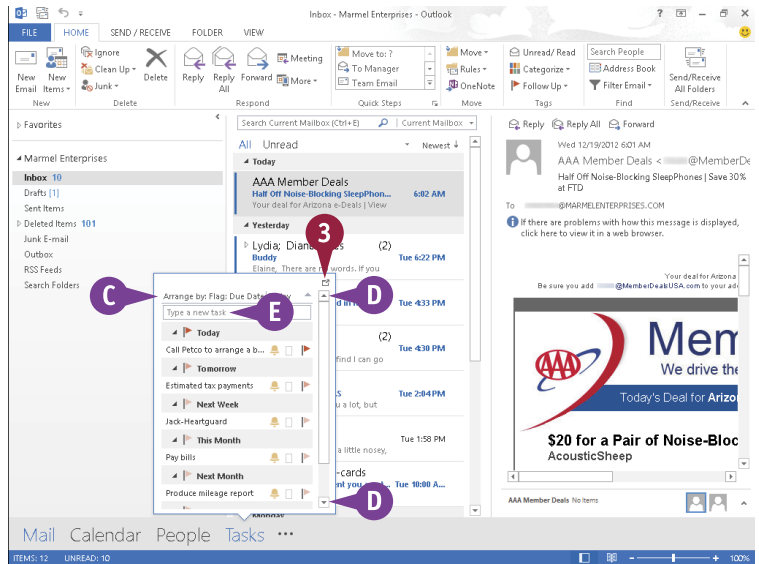 Inbox - Marmel Enterprises - Outlook
FILE HOME SEND / RECEIVE FOLDER VIEW
New Email
New Items
Ignore
Clean Up
Junk
Delete
Reply
Reply All
Forward
Meeting
More
Move to: ?
To Manager
Team Email
Move
Rules
OneNote
Unread/ Read
Categorize
Follow Up
Search People
Address Book
Filter Email
Send/Receive All Folders
New Delete Respond Quick Steps Move Tags Find Send/Receive
Favorites
Marmel Enterprises
Inbox 10
Drafts [1]
Sent Items
Deleted Items 101
Junk E-mail
Outbox
RSS Feeds
Search Folders
Search Current Mailbox (Ctrl+E) Current Mailbox
All Unread Newest
Today
AAA Member Deals
Half Off Noise-Blocking SleepPhon... 6:02 AM
Your deal for Arizona e-Deals | View
Yesterday
Lydia; (2)
Buddy Tue 6:22 PM
Elaine, There are words. If you
Tue 4:33 PM
(2)
Tue 4:30 PM
find I can go
Tue 2:04 PM
u a lot, but
Tue 1:58 PM
a little nosey,
-cards
Tue 10:00 A...
Monday
3
C
D
E
D
Arrange by: Flag: Due Date
Type a new task
Today
Call Petco to arrange a b...
Tomorrow
Estimated tax payments
Next Week
Jack-Heartguard
This Month
Pay bills
Next Month
Produce mileage report
Reply Reply All Forward
Wed 12/19/2012 6:01 AM
AAA Member Deals < @MemberDe
Half Off Noise-Blocking SleepPhones | Save 30%
at FTD
To @MARMELENTERPRISES.COM
If there are problems with how this message is displayed,
click here to view it in a web browser.
Your deal for Arizona
Be sure you add @MemberDealsUSA.com to your add
AAA
Mem
We drive the
Today's Deal for Arizo
$20 for a Pair of Noise-Bloc
AcousticSheep
AAA Member Deals No Items
Mail Calendar People Tasks •••
ITEMS: 12 UNREAD: 10 100%